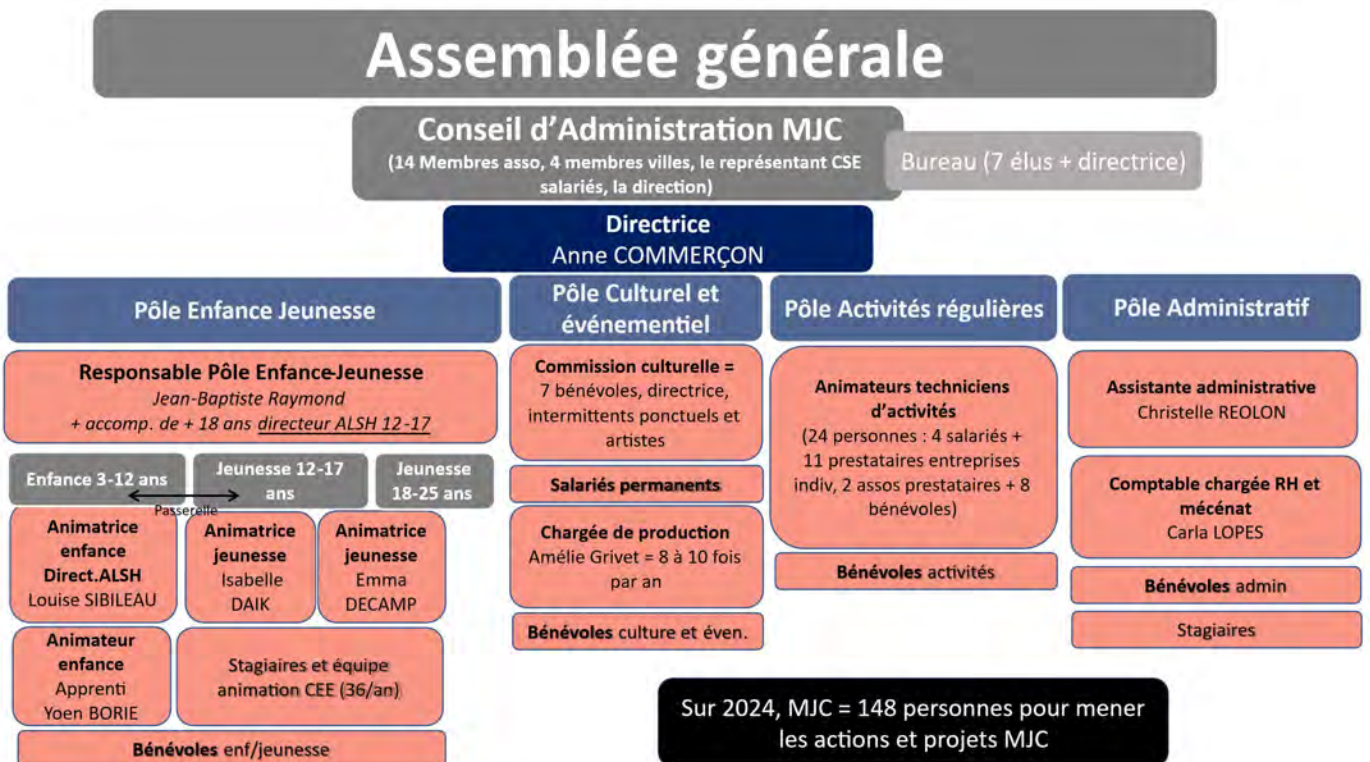 Assemblée générale
Conseil d'Administration MJC
(14 Membres asso, 4 membres villes, le représentant CSE
salariés, la direction)
Bureau (7 élus + directrice)
Directrice
Anne COMMERÇON
Pôle Enfance Jeunesse
Responsable Pôle Enfance-Jeunesse
Jean-Baptiste Raymond
+ accomp. de + 18 ans directeur ALSH 12-17
Enfance 3-12 ans
Jeunesse 12-17
ans
Jeunesse
18-25 ans
Passerelle
Animatrice
enfance
Direct.ALSH
Louise SIBILEAU
Animatrice
jeunesse
Isabelle
DAIK
Animatrice
jeunesse
Emma
DECAMP
Animateur
enfance
Apprenti
Yoen BORIE
Stagiaires et équipe
animation CEE (36/an)
Bénévoles enf/jeunesse
Pôle Culturel et
événementiel
Commission culturelle =
7 bénévoles, directrice,
intermittents ponctuels et
artistes
Salariés permanents
Chargée de production
Amélie Grivet = 8 à 10 fois
par an
Bénévoles culture et éven.
Pôle Activités régulières
Animateurs techniciens
d'activités
(24 personnes : 4 salariés +
11 prestataires entreprises
indiv, 2 assos prestataires + 8
bénévoles)
Bénévoles activités
Pôle Administratif
Assistante administrative
Christelle REOLON
Comptable chargée RH et
mécénat
Carla LOPES
Bénévoles admin
Stagiaires
Sur 2024, MJC = 148 personnes pour mener
les actions et projets MJC